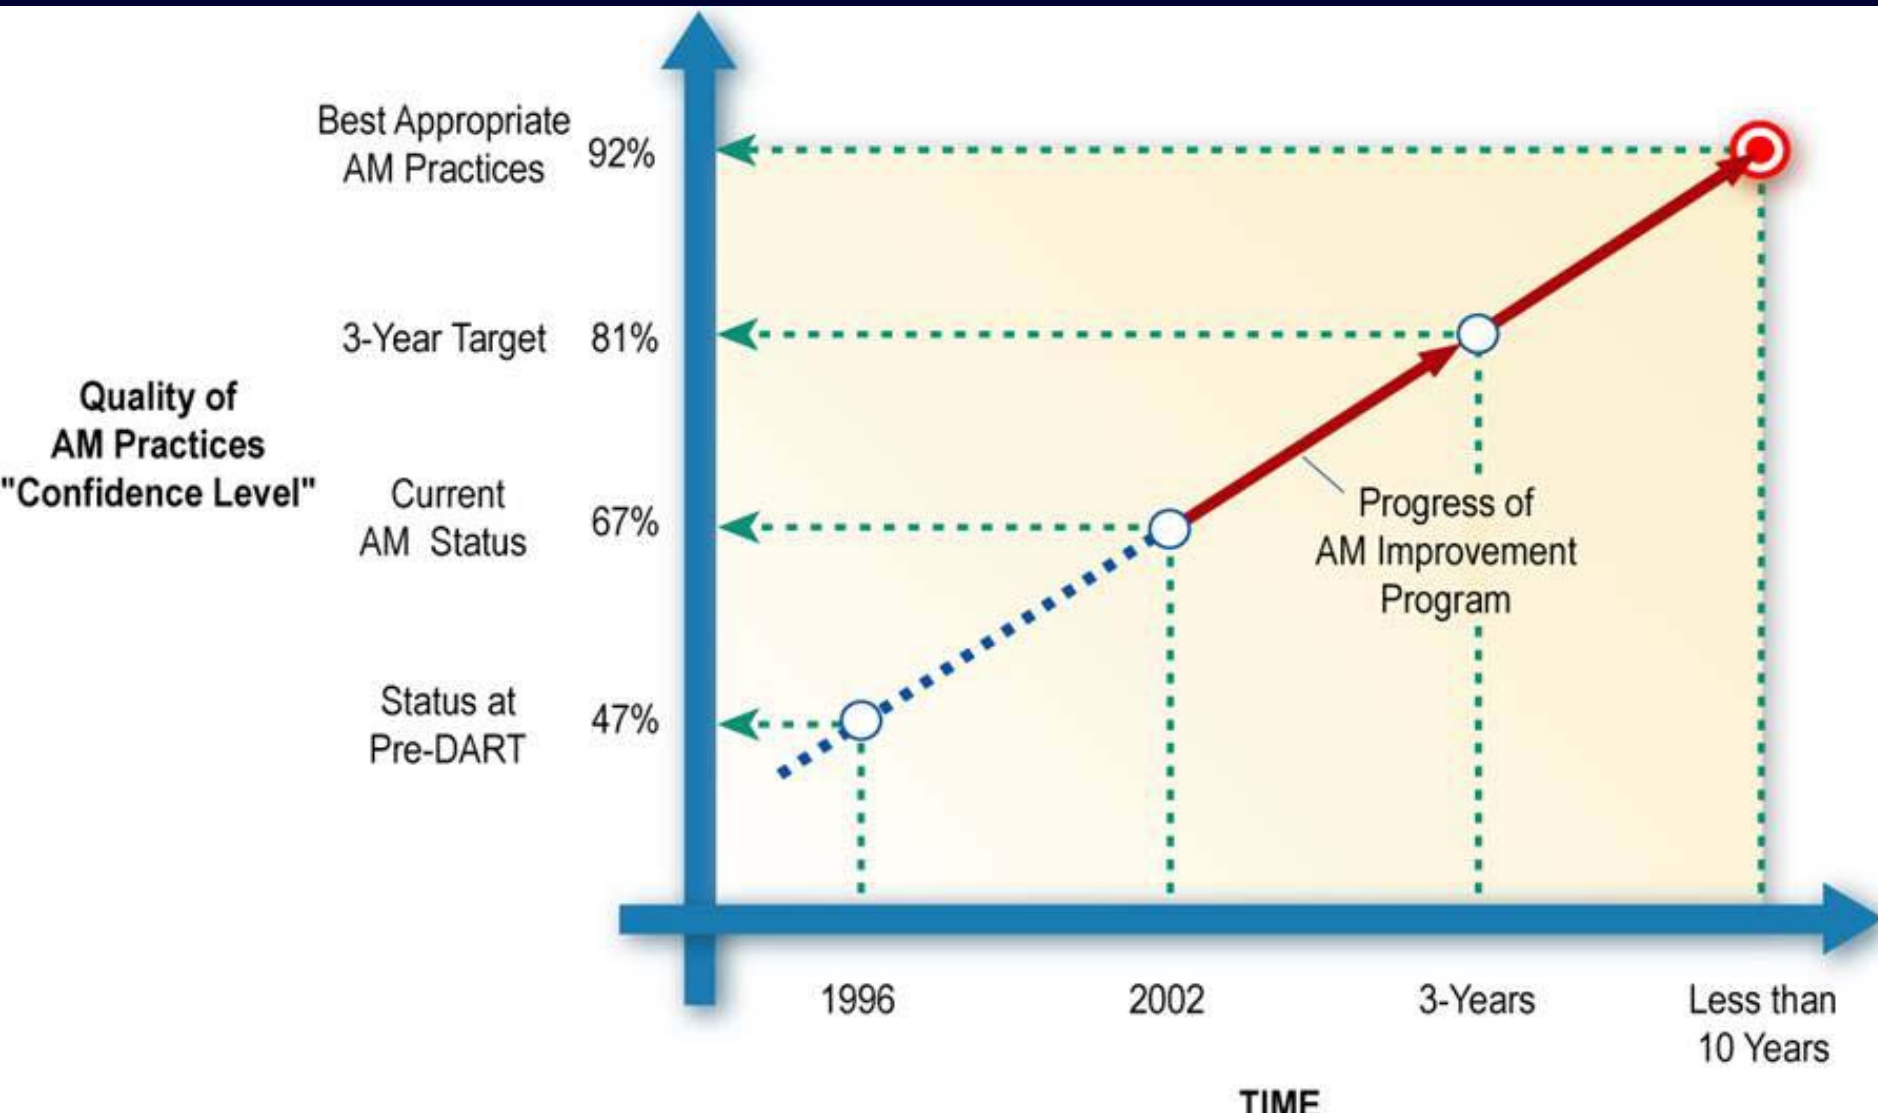 Best Appropriate
AM Practices
92%
3-Year Target
81%
Quality of
AM Practices
"Confidence Level"
Current
AM Status
67%
Progress of
AM Improvement
Program
Status at
Pre-DART
47%
1996
2002
3-Years
Less than
10 Years
TIME